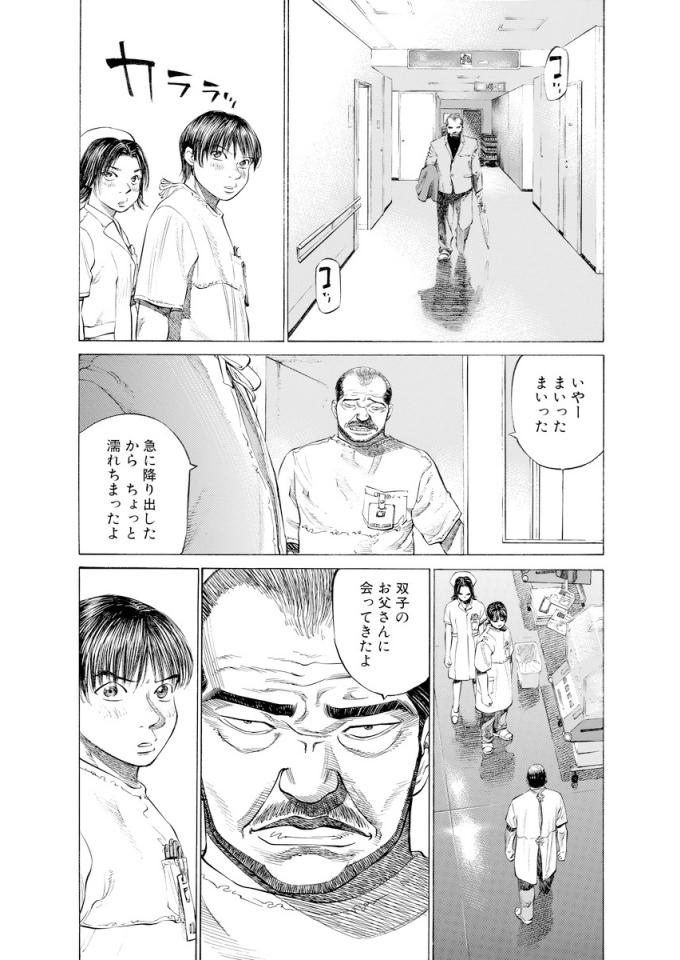 コッ
コッ
カララッ
いやー
まいった
まいった
急に降り出した
から ちょっと
濡れちまったよ
双子の
お父さんに
会ってきたよ